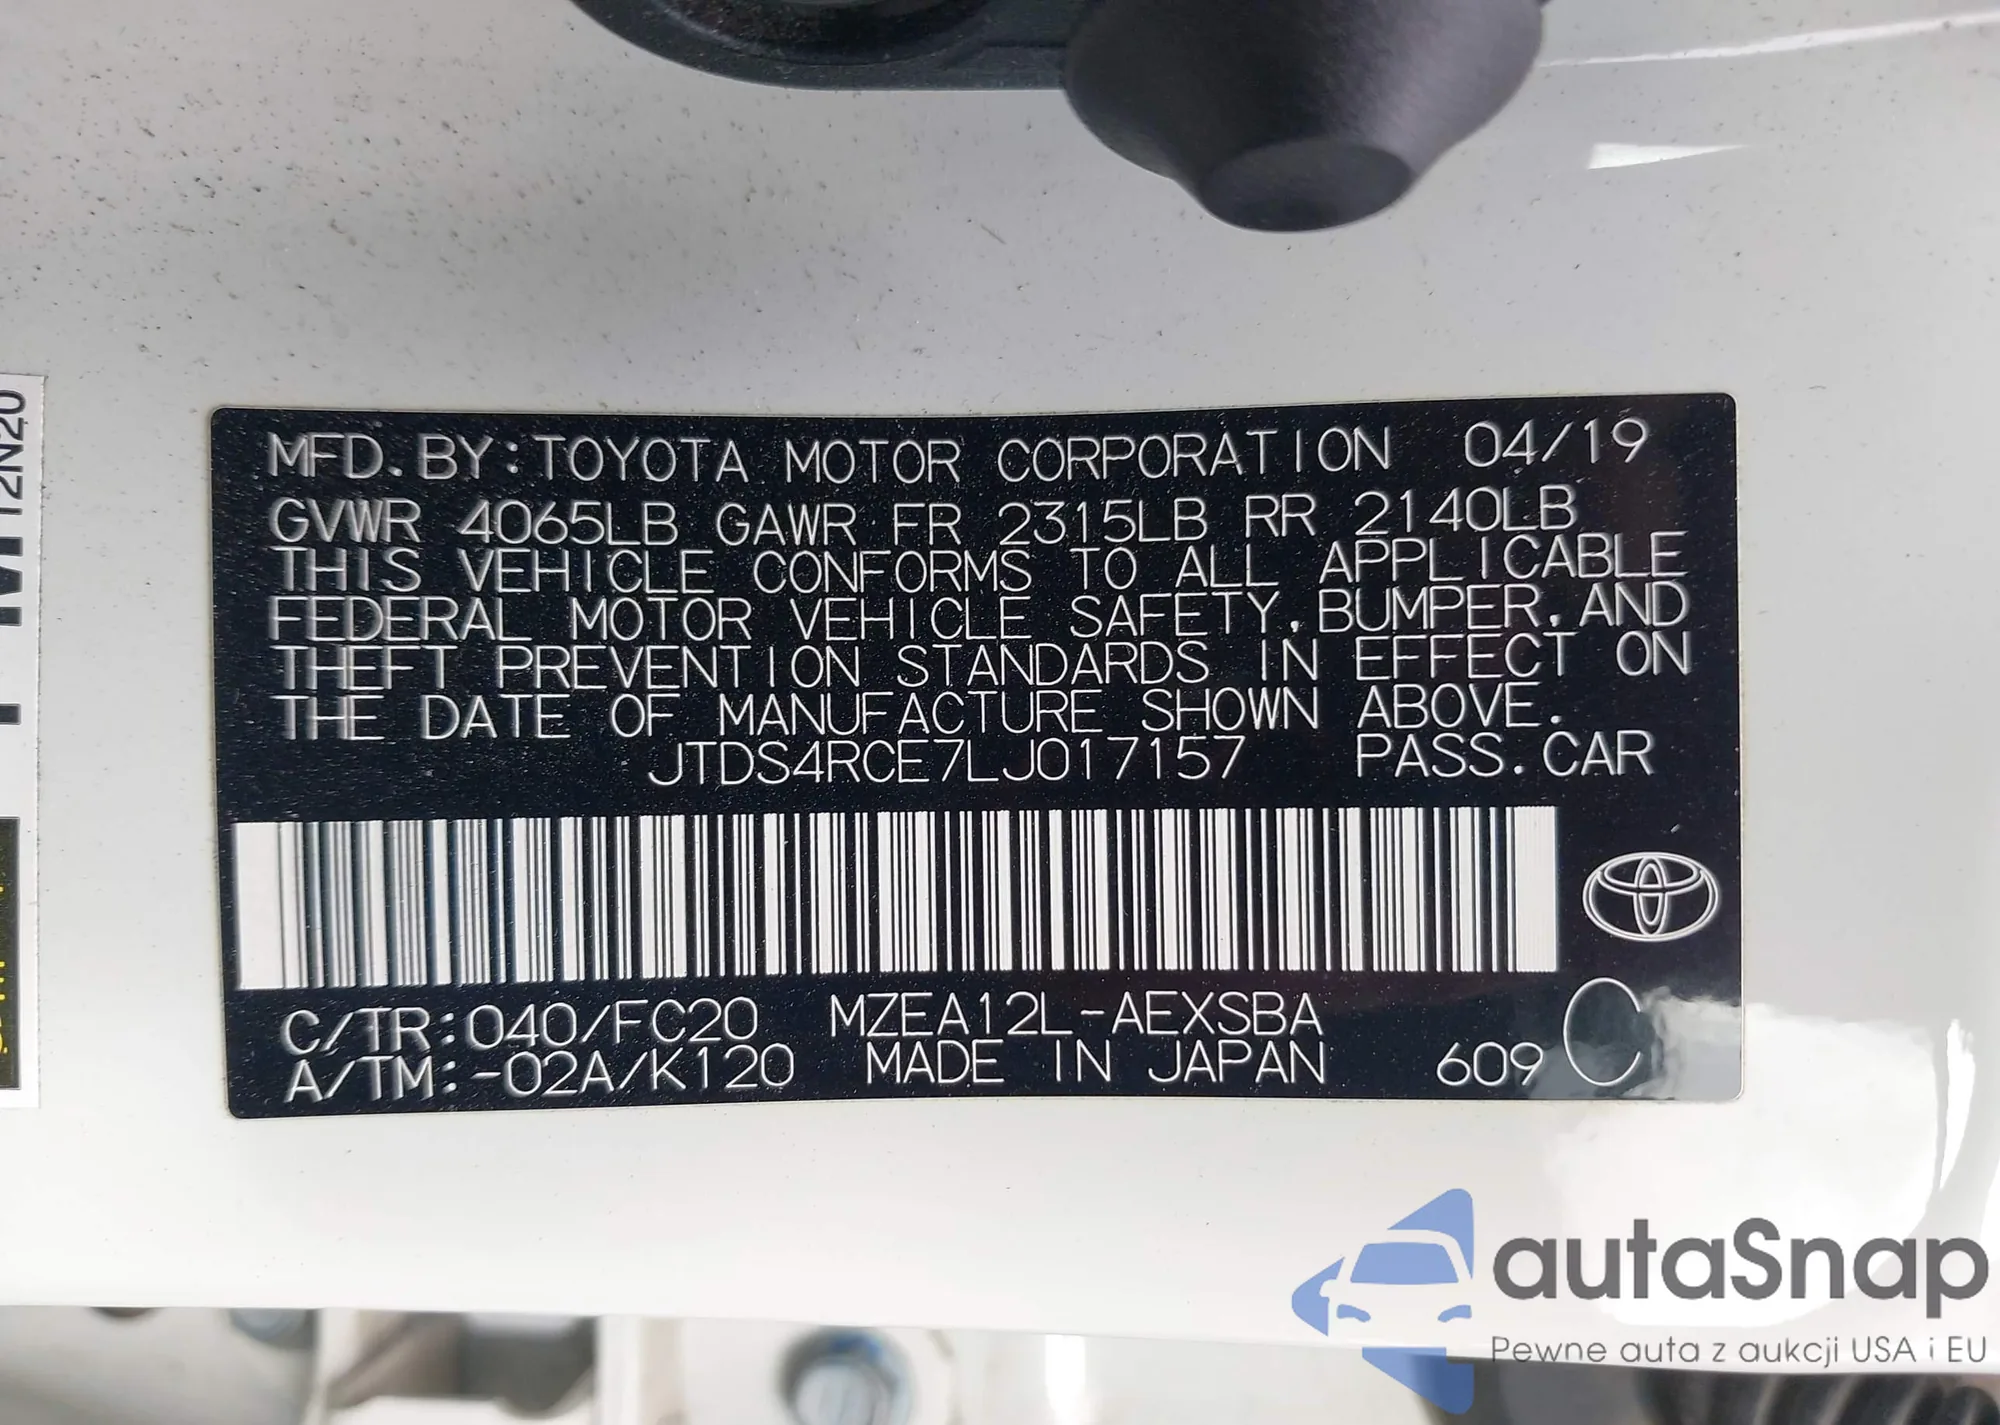 MFD.BY:TOYOTA MOTOR CORPORATION 04/19
GVWR 4065LB GAWR FR 2315LB RR 2140LB
THIS VEHICLE CONFORMS TO ALL APPLICABLE
FEDERAL MOTOR VEHICLE SAFETY,BUMPER,AND
THEFT PREVENTION STANDARDS IN EFFECT ON
THE DATE OF MANUFACTURE SHOWN ABOVE.
JTDS4RCE7LJ017157 PASS.CAR
C/TR:040/FC20 MZEA12L-AEXSBA
A/TM:-02A/K120 MADE IN JAPAN 609 C
12N20
autaSnap
Pewne auta z aukcji USA i EU